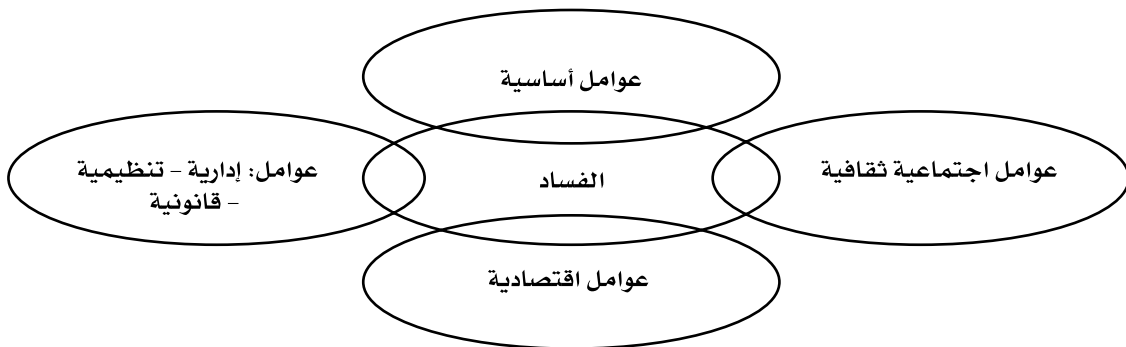 عوامل أساسية
عوامل اجتماعية ثقافية
الفساد
عوامل: إدارية – تنظيمية
– قانونية
عوامل اقتصادية